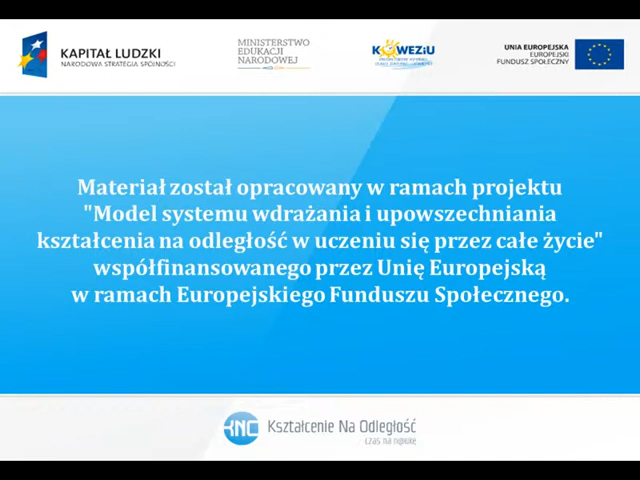 KAPITAŁ LUDZKI
NARODOWA STRATEGIA SPÓJNOŚCI
MINISTERSTWO
EDUKACJI
NARODOWEJ
KOWEZiU
UNIA EUROPEJSKA
EUROPEJSKI
FUNDUSZ SPOŁECZNY
Materiał został opracowany w ramach projektu
"Model systemu wdrażania i upowszechniania
kształcenia na odległość w uczeniu się przez całe życie"
współfinansowanego przez Unię Europejską
w ramach Europejskiego Funduszu Społecznego.
KNO Kształcenie Na Odległość